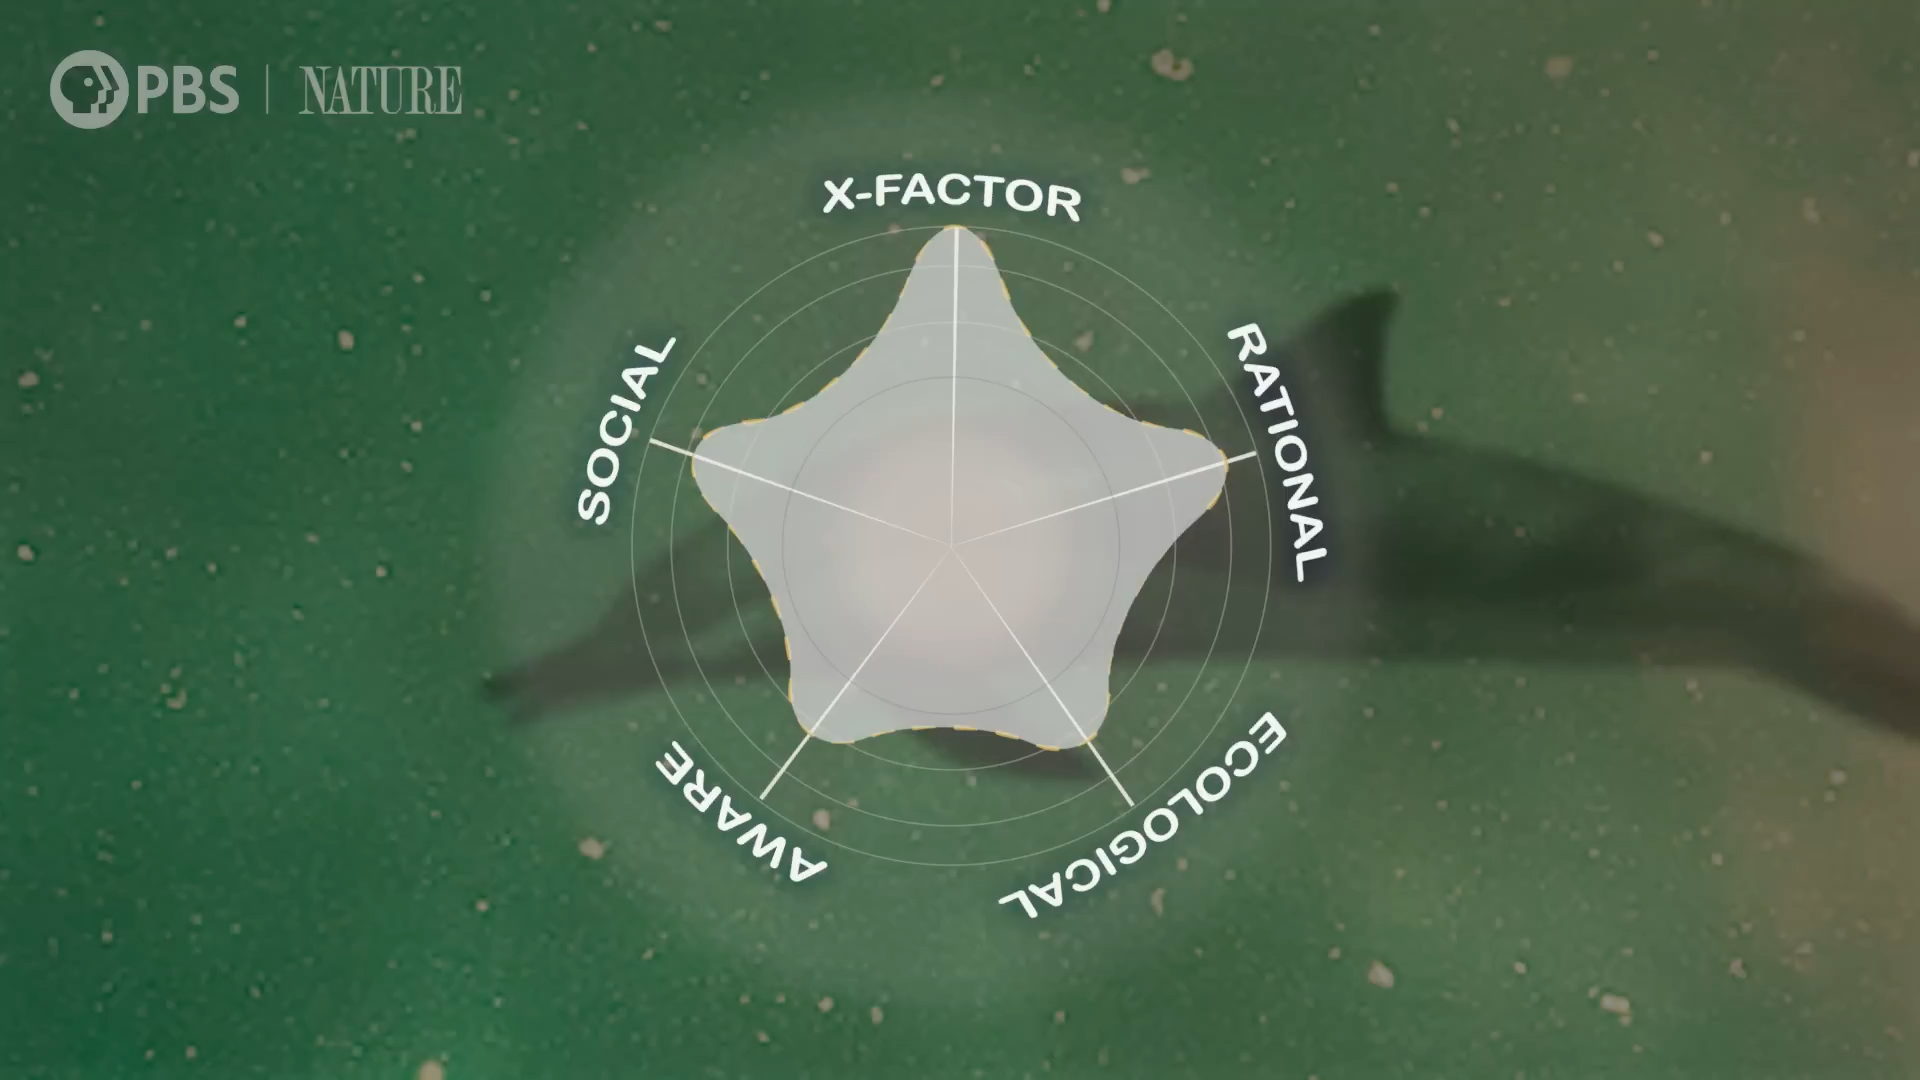 PBS | NATURE
X-FACTOR
SOCIAL
RATIONAL
AWARE
ECOLOGICAL